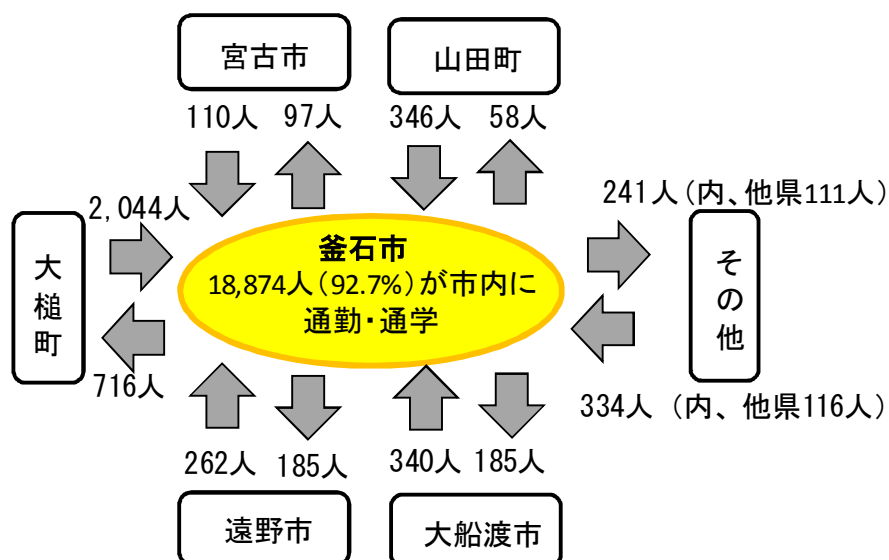 宮古市
山田町
110人 97人
346人 58人
241人(内、他県111人)
2,044人
大槌町
釜石市
18,874人(92.7%)が市内に
通勤・通学
その他
716人
334人 (内、他県116人)
262人 185人
340人 185人
遠野市
大船渡市